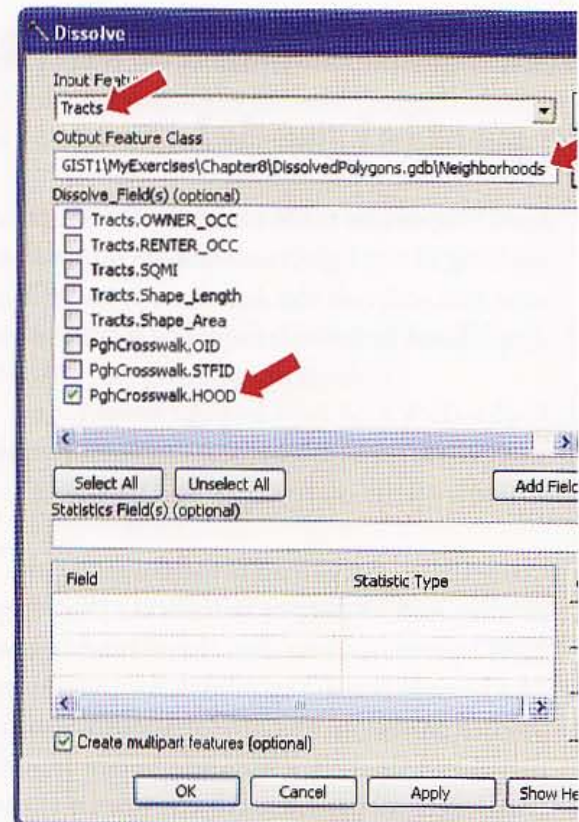 Dissolve
Input Featu
Tracts
Output Feature Class
GIST1\MyExercises\Chapter8\DissolvedPolygons.gdb\Neighborhoods
Dissolve_Field(s) (optional)
Tracts.OWNER_OCC
Tracts.RENTER_OCC
Tracts.SQMI
Tracts.Shape_Length
Tracts.Shape_Area
PghCrosswalk.OID
PghCrosswalk.STFID
PghCrosswalk.HOOD
Select All Unselect All Add Field
Statistics Field(s) (optional)
Field Statistic Type
Create multipart features (optional)
OK Cancel Apply Show He